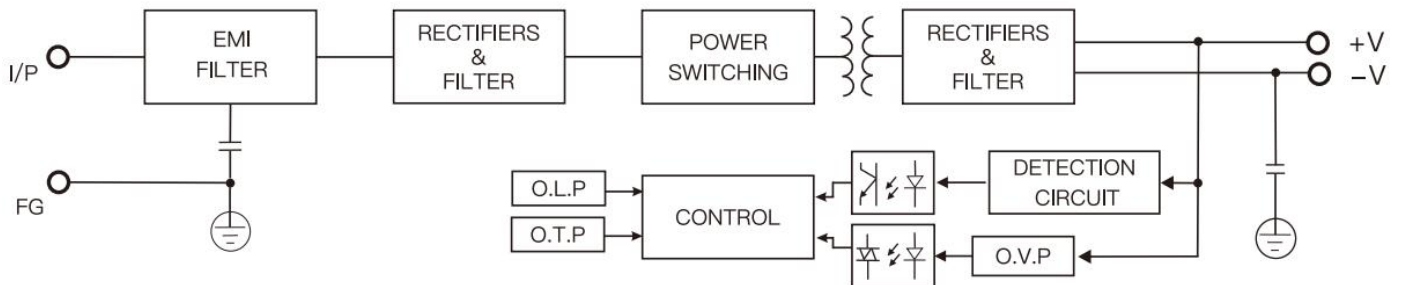 I/P
EMI
FILTER
RECTIFIERS
&
FILTER
POWER
SWITCHING
RECTIFIERS
&
FILTER
+V
−V
FG
O.L.P
O.T.P
CONTROL
DETECTION
CIRCUIT
O.V.P